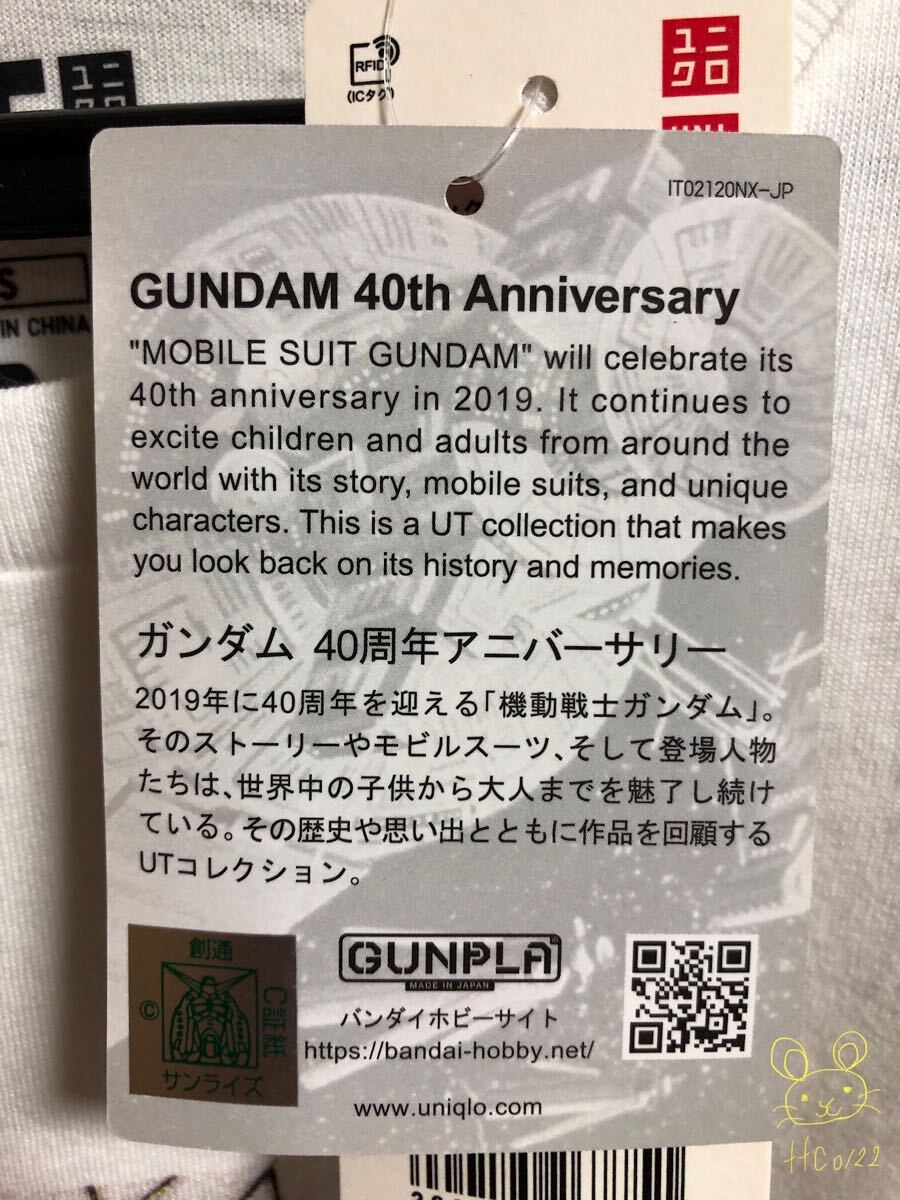 RFID
(ICタグ)
ユニ
クロ
ユニ
クロ
IT02120NX-JP
S
IN CHINA
GUNDAM 40th Anniversary
"MOBILE SUIT GUNDAM" will celebrate its
40th anniversary in 2019. It continues to
excite children and adults from around the
world with its story, mobile suits, and unique
characters. This is a UT collection that makes
you look back on its history and memories.
ガンダム 40周年アニバーサリー
2019年に40周年を迎える「機動戦士ガンダム」。
そのストーリーやモビルスーツ、そして登場人物
たちは、世界中の子供から大人までを魅了し続け
ている。その歴史や思い出とともに作品を回顧する
UTコレクション。
創通
©
C証紙
サンライズ
GUNPLA®
MADE IN JAPAN
バンダイホビーサイト
https://bandai-hobby.net/
www.uniqlo.com
HCo122